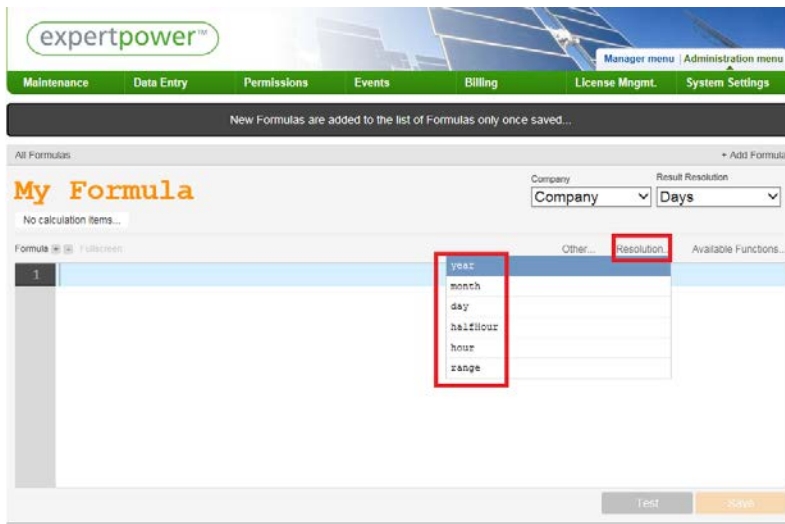 expertpower™
Manager menu | Administration menu
Maintenance Data Entry Permissions Events Billing License Mngmt. System Settings
New Formulas are added to the list of Formulas only once saved...
All Formulas + Add Formula
Company Result Resolution
My Formula Company Days
No calculation items...
Formula + - Fullscreen Other... Resolution... Available Functions...
1
year
month
day
halfHour
hour
range
Test Save